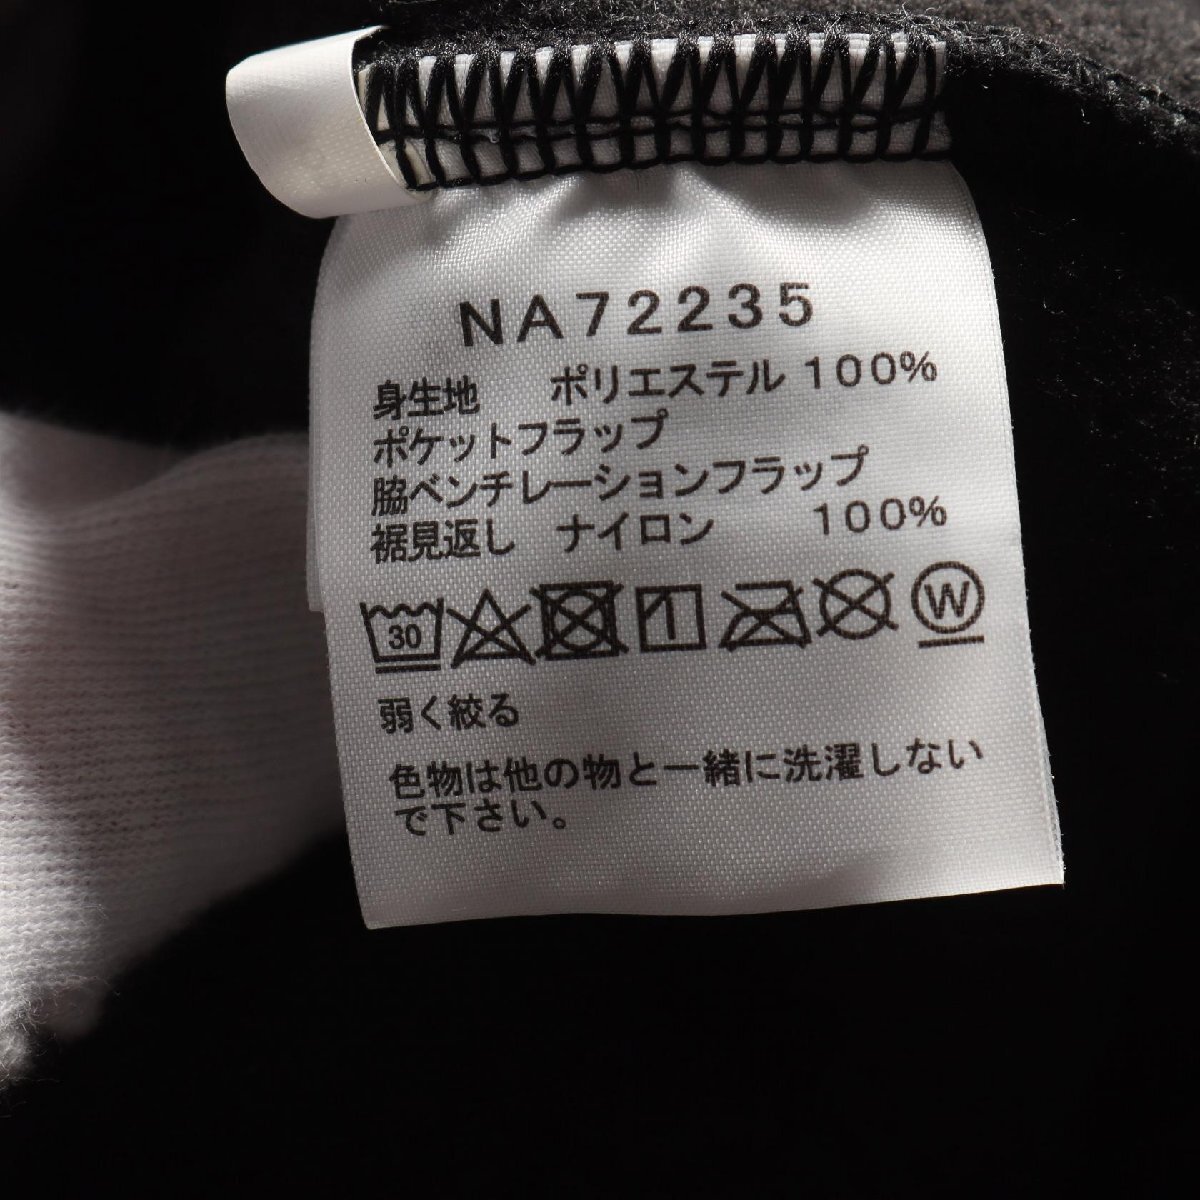 NA72235
身生地 ポリエステル 100%
ポケットフラップ
脇ベンチレーションフラップ
裾見返し ナイロン 100%
30 W
弱く絞る
色物は他の物と一緒に洗濯しない
で下さい。